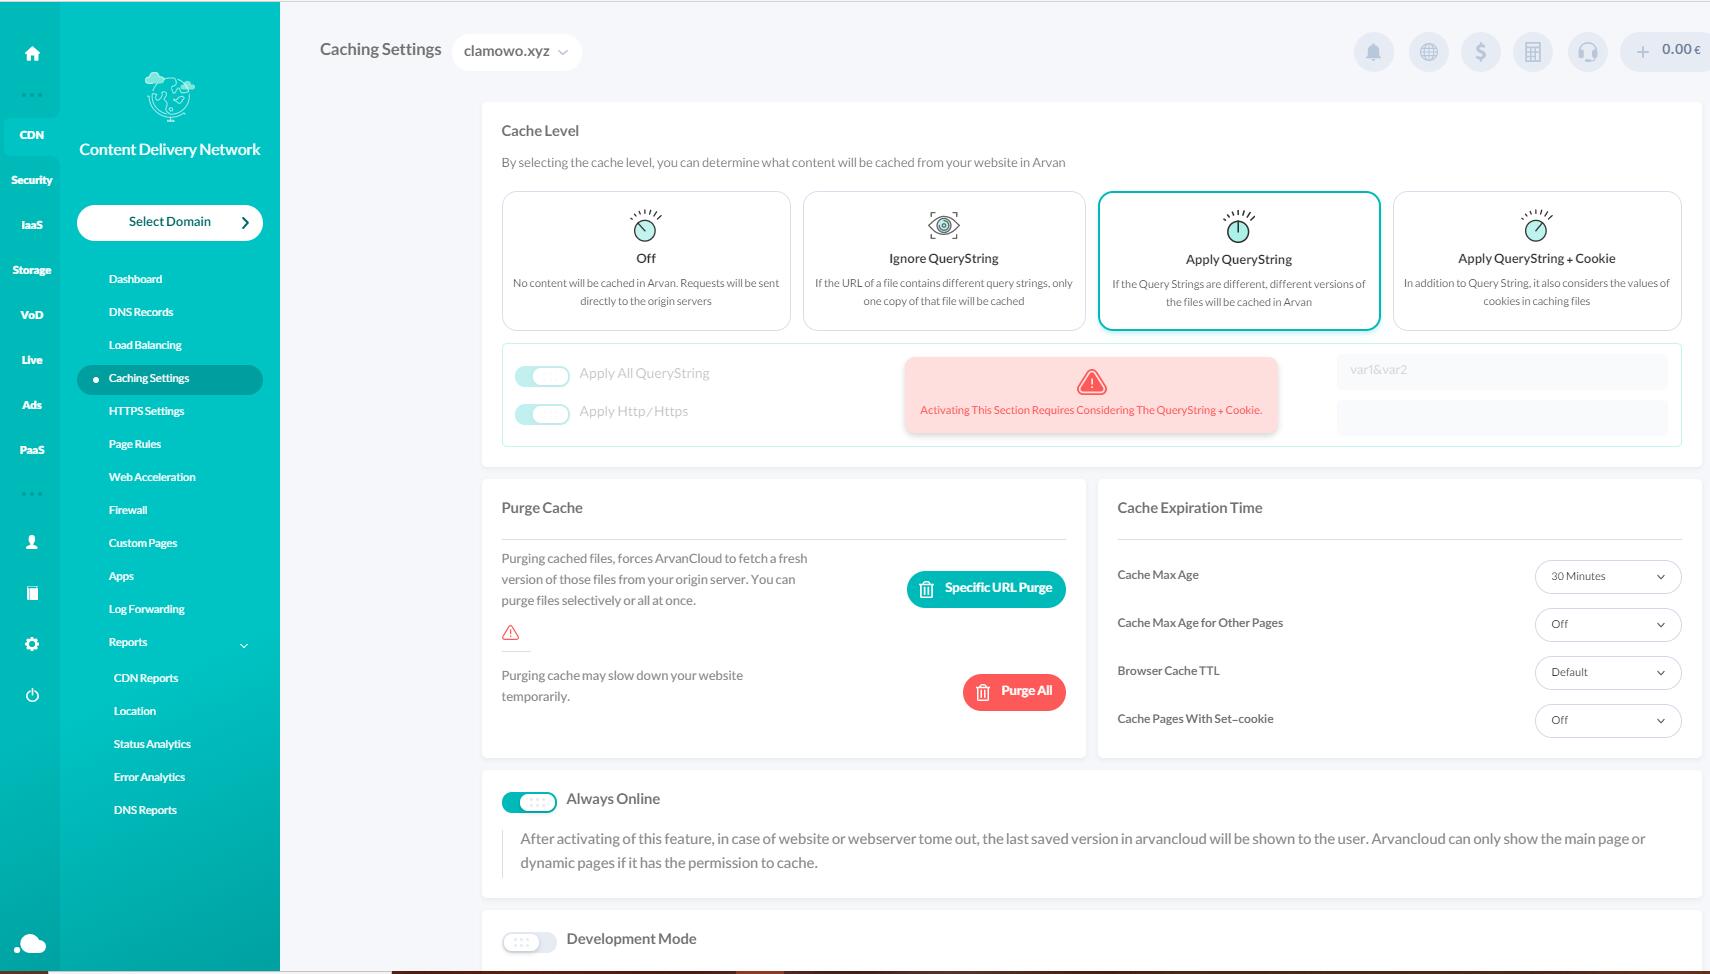 Caching Settings
clamowo.xyz
0.00 €
CDN
Security
IaaS
Storage
VoD
Live
Ads
PaaS
Content Delivery Network
Select Domain
Dashboard
DNS Records
Load Balancing
Caching Settings
HTTPS Settings
Page Rules
Web Acceleration
Firewall
Custom Pages
Apps
Log Forwarding
Reports
CDN Reports
Location
Status Analytics
Error Analytics
DNS Reports
Cache Level
By selecting the cache level, you can determine what content will be cached from your website in Arvan
Off
No content will be cached in Arvan. Requests will be sent
directly to the origin servers
Ignore QueryString
If the URL of a file contains different query strings, only
one copy of that file will be cached
Apply QueryString
If the Query Strings are different, different versions of
the files will be cached in Arvan
Apply QueryString + Cookie
In addition to Query String, it also considers the values of
cookies in caching files
Apply All QueryString
Apply Http/Https
Activating This Section Requires Considering The QueryString + Cookie.
var1&var2
Purge Cache
Purging cached files, forces ArvanCloud to fetch a fresh
version of those files from your origin server. You can
purge files selectively or all at once.
Specific URL Purge
Purging cache may slow down your website
temporarily.
Purge All
Cache Expiration Time
Cache Max Age
30 Minutes
Cache Max Age for Other Pages
Off
Browser Cache TTL
Default
Cache Pages With Set-cookie
Off
Always Online
After activating of this feature, in case of website or webserver tome out, the last saved version in arvancloud will be shown to the user. Arvancloud can only show the main page or
dynamic pages if it has the permission to cache.
Development Mode